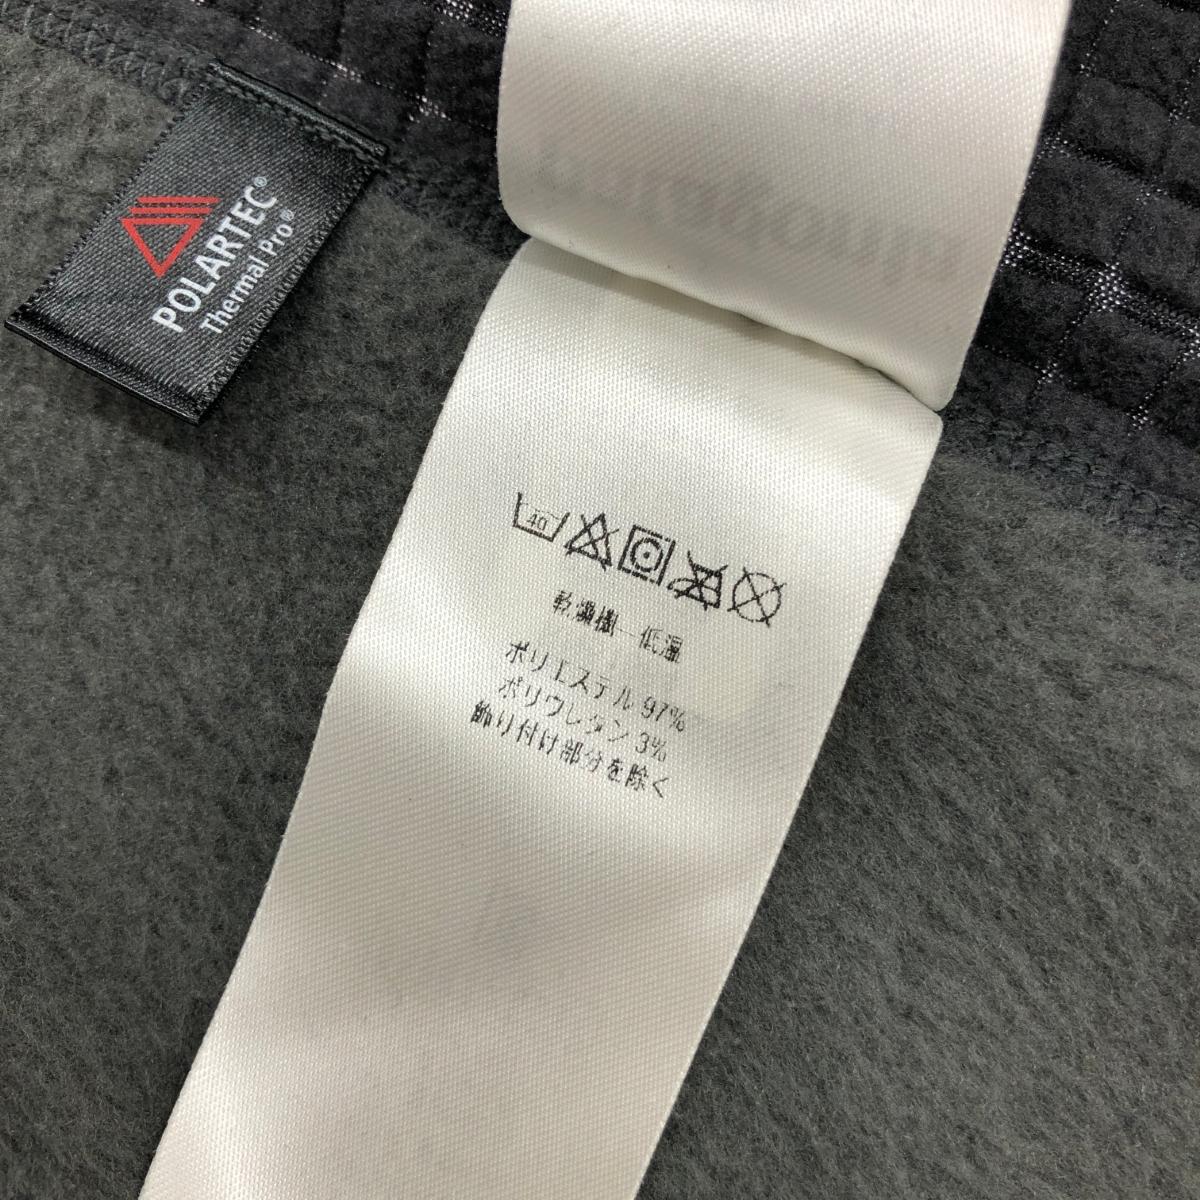 POLARTEC®
Thermal Pro®
40
乾燥機—低温
ポリエステル 97%
ポリウレタン 3%
飾り付け部分を除く